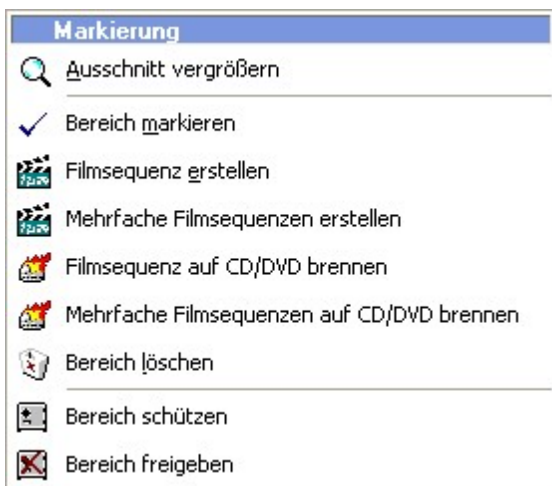 Markierung
Ausschnitt vergrößern
Bereich markieren
Filmsequenz erstellen
Mehrfache Filmsequenzen erstellen
Filmsequenz auf CD/DVD brennen
Mehrfache Filmsequenzen auf CD/DVD brennen
Bereich löschen
Bereich schützen
Bereich freigeben